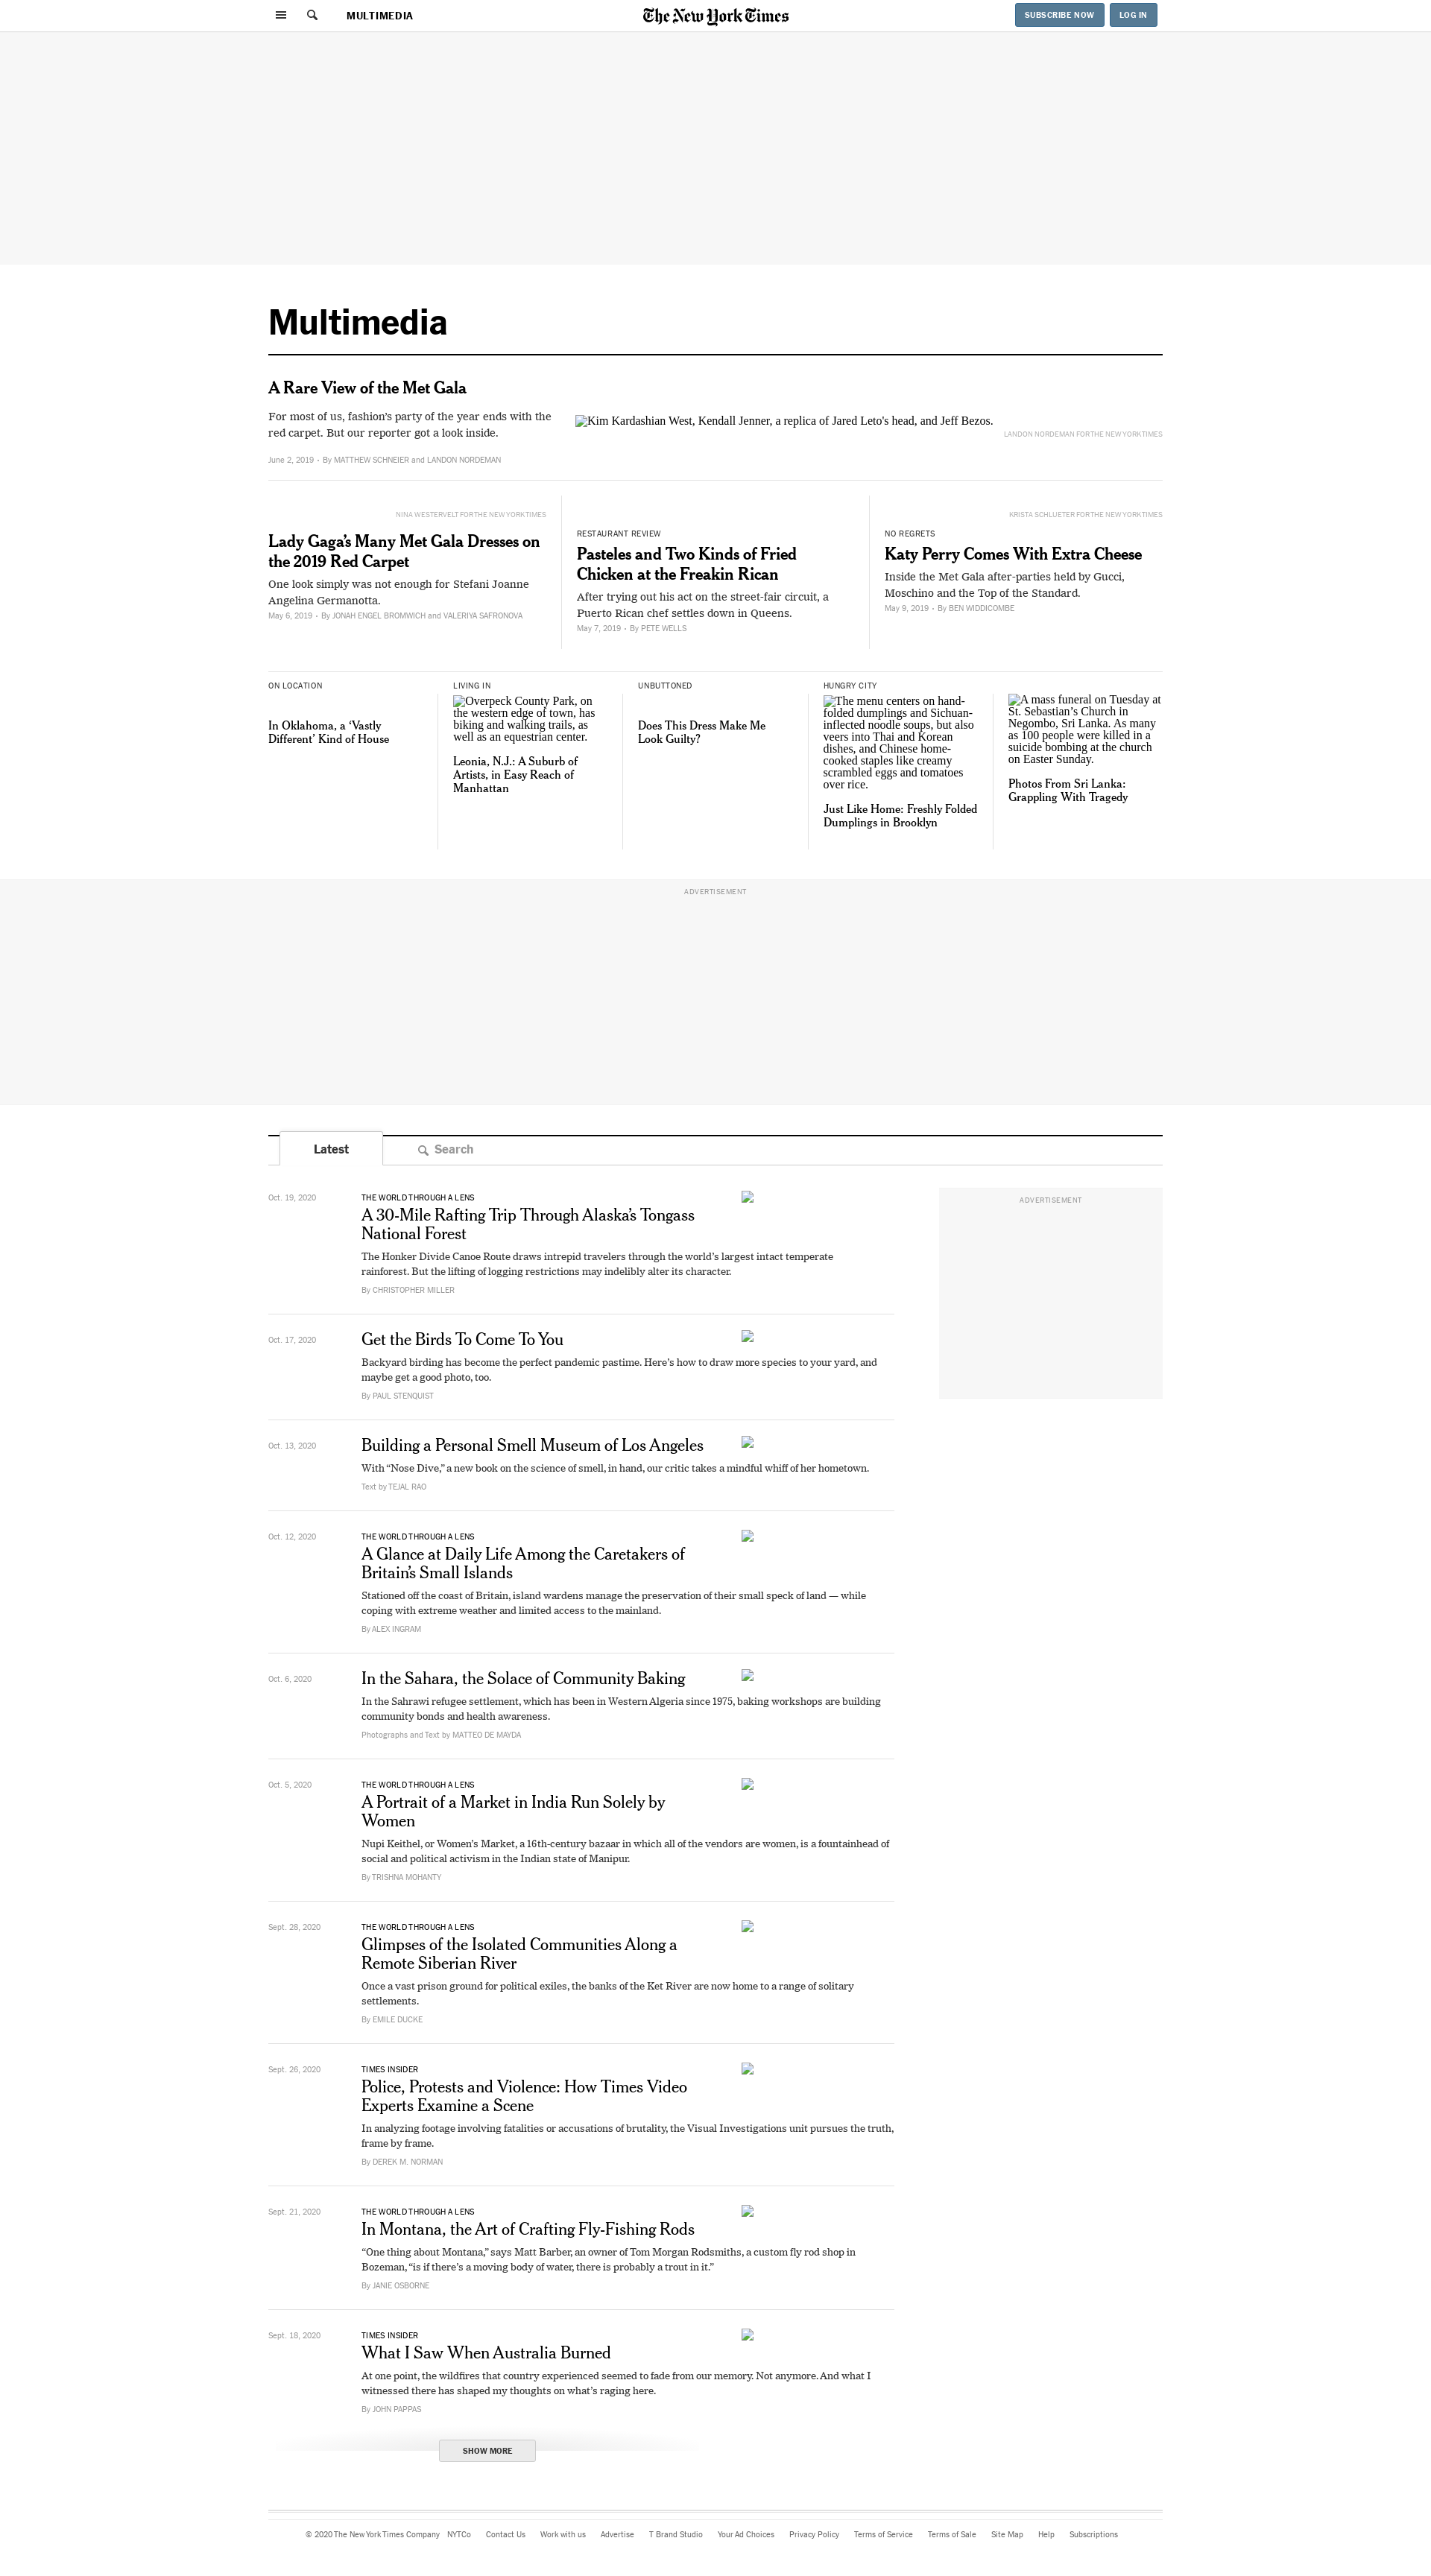 MULTIMEDIA
The New York Times
SUBSCRIBE NOW
LOG IN
Multimedia
A Rare View of the Met Gala
For most of us, fashion’s party of the year ends with the
red carpet. But our reporter got a look inside.
June 2, 2019 • By MATTHEW SCHNEIER and LANDON NORDEMAN
Kim Kardashian West, Kendall Jenner, a replica of Jared Leto's head, and Jeff Bezos.
LANDON NORDEMAN FOR THE NEW YORK TIMES
NINA WESTERVELT FOR THE NEW YORK TIMES
Lady Gaga’s Many Met Gala Dresses on
the 2019 Red Carpet
One look simply was not enough for Stefani Joanne
Angelina Germanotta.
May 6, 2019 • By JONAH ENGEL BROMWICH and VALERIYA SAFRONOVA
RESTAURANT REVIEW
Pasteles and Two Kinds of Fried
Chicken at the Freakin Rican
After trying out his act on the street-fair circuit, a
Puerto Rican chef settles down in Queens.
May 7, 2019 • By PETE WELLS
KRISTA SCHLUETER FOR THE NEW YORK TIMES
NO REGRETS
Katy Perry Comes With Extra Cheese
Inside the Met Gala after-parties held by Gucci,
Moschino and the Top of the Standard.
May 9, 2019 • By BEN WIDDICOMBE
ON LOCATION
In Oklahoma, a ‘Vastly
Different’ Kind of House
LIVING IN
Overpeck County Park, on
the western edge of town, has
biking and walking trails, as
well as an equestrian center.
Leonia, N.J.: A Suburb of
Artists, in Easy Reach of
Manhattan
UNBUTTONED
Does This Dress Make Me
Look Guilty?
HUNGRY CITY
The menu centers on hand-
folded dumplings and Sichuan-
inflected noodle soups, but also
veers into Thai and Korean
dishes, and Chinese home-
cooked staples like creamy
scrambled eggs and tomatoes
over rice.
Just Like Home: Freshly Folded
Dumplings in Brooklyn
A mass funeral on Tuesday at
St. Sebastian’s Church in
Negombo, Sri Lanka. As many
as 100 people were killed in a
suicide bombing at the church
on Easter Sunday.
Photos From Sri Lanka:
Grappling With Tragedy
ADVERTISEMENT
Latest
Search
ADVERTISEMENT
Oct. 19, 2020
THE WORLD THROUGH A LENS
A 30-Mile Rafting Trip Through Alaska’s Tongass
National Forest
The Honker Divide Canoe Route draws intrepid travelers through the world’s largest intact temperate
rainforest. But the lifting of logging restrictions may indelibly alter its character.
By CHRISTOPHER MILLER
Oct. 17, 2020
Get the Birds To Come To You
Backyard birding has become the perfect pandemic pastime. Here’s how to draw more species to your yard, and
maybe get a good photo, too.
By PAUL STENQUIST
Oct. 13, 2020
Building a Personal Smell Museum of Los Angeles
With “Nose Dive,” a new book on the science of smell, in hand, our critic takes a mindful whiff of her hometown.
Text by TEJAL RAO
Oct. 12, 2020
THE WORLD THROUGH A LENS
A Glance at Daily Life Among the Caretakers of
Britain’s Small Islands
Stationed off the coast of Britain, island wardens manage the preservation of their small speck of land — while
coping with extreme weather and limited access to the mainland.
By ALEX INGRAM
Oct. 6, 2020
In the Sahara, the Solace of Community Baking
In the Sahrawi refugee settlement, which has been in Western Algeria since 1975, baking workshops are building
community bonds and health awareness.
Photographs and Text by MATTEO DE MAYDA
Oct. 5, 2020
THE WORLD THROUGH A LENS
A Portrait of a Market in India Run Solely by
Women
Nupi Keithel, or Women’s Market, a 16th-century bazaar in which all of the vendors are women, is a fountainhead of
social and political activism in the Indian state of Manipur.
By TRISHNA MOHANTY
Sept. 28, 2020
THE WORLD THROUGH A LENS
Glimpses of the Isolated Communities Along a
Remote Siberian River
Once a vast prison ground for political exiles, the banks of the Ket River are now home to a range of solitary
settlements.
By EMILE DUCKE
Sept. 26, 2020
TIMES INSIDER
Police, Protests and Violence: How Times Video
Experts Examine a Scene
In analyzing footage involving fatalities or accusations of brutality, the Visual Investigations unit pursues the truth,
frame by frame.
By DEREK M. NORMAN
Sept. 21, 2020
THE WORLD THROUGH A LENS
In Montana, the Art of Crafting Fly-Fishing Rods
“One thing about Montana,” says Matt Barber, an owner of Tom Morgan Rodsmiths, a custom fly rod shop in
Bozeman, “is if there’s a moving body of water, there is probably a trout in it.”
By JANIE OSBORNE
Sept. 18, 2020
TIMES INSIDER
What I Saw When Australia Burned
At one point, the wildfires that country experienced seemed to fade from our memory. Not anymore. And what I
witnessed there has shaped my thoughts on what’s raging here.
By JOHN PAPPAS
SHOW MORE
© 2020 The New York Times Company NYTCo Contact Us Work with us Advertise T Brand Studio Your Ad Choices Privacy Policy Terms of Service Terms of Sale Site Map Help Subscriptions